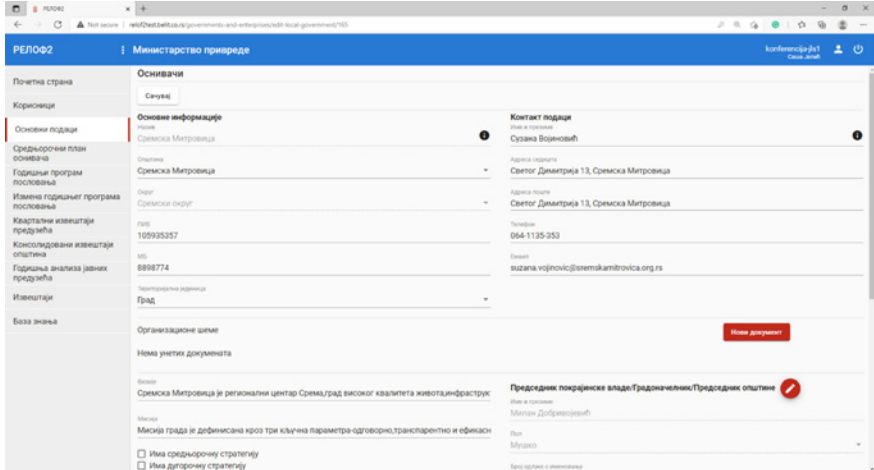 РЕЛОФ2
Not secure | relof2test.belit.co.rs/governments-and-enterprises/edit-local-government/165
РЕЛОФ2
Министарство привреде
konferencija-jls1
Почетна страна
Корисници
Основни подаци
Средњорочни план
оснивача
Годишњи програм
пословања
Измена годишњег програма
пословања
Квартални извештаји
предузећа
Консолидовани извештаји
општина
Годишња анализа јавних
предузећа
Извештаји
База знања
Оснивачи
Сачувај
Основне информације
Назив
Сремска Митровица
Општина
Сремска Митровица
Округ
Сремски округ
ПИБ
105935357
МБ
8898774
Територијална јединица
Град
Контакт подаци
Име и презиме
Сузана Војиновић
Адреса седишта
Светог Димитрија 13, Сремска Митровица
Адреса поште
Светог Димитрија 13, Сремска Митровица
Телефон
064-1135-353
Емаил
suzana.vojinovic@sremskamitrovica.org.rs
Организационе шеме
Нови документ
Нема унетих докумената
Визија
Сремска Митровица је регионални центар Срема,град високог квалитета живота,инфраструк
Мисија
Мисија града је дефинисана кроз три кључна параметра-одговорно,транспарентно и ефикасн
Има средњорочну стратегију
Има дугорочну стратегију
Председник покрајинске владе/Градоначелник/Председник општине
Име и презиме
Милан Добривојевић
Пол
Мушко
Број одлуке о именовања